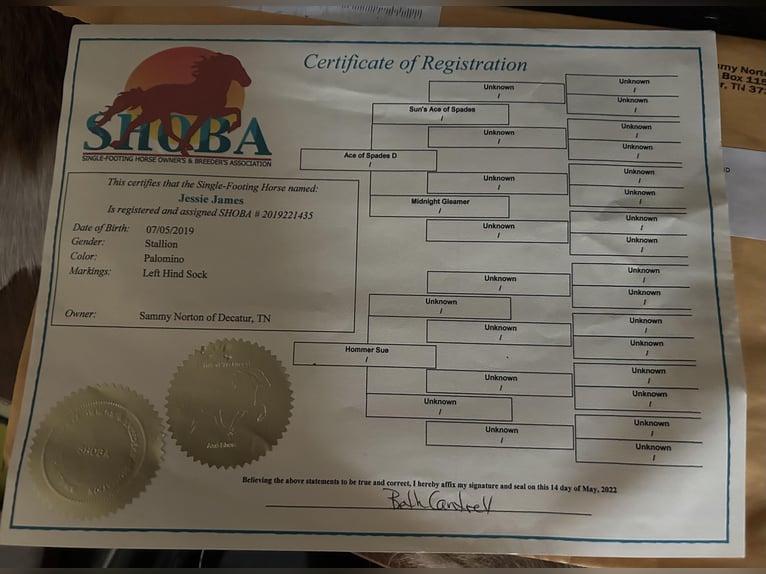 Certificate of Registration
SHOBA
SINGLE-FOOTING HORSE OWNER'S & BREEDER'S ASSOCIATION
This certifies that the Single-Footing Horse named:
Jessie James
Is registered and assigned SHOBA # 2019221435
Date of Birth: 07/05/2019
Gender: Stallion
Color: Palomino
Markings: Left Hind Sock
Owner: Sammy Norton of Decatur, TN
Ace of Spades D
/
Sun's Ace of Spades
/
Midnight Gleamer
/
Unknown
/
Unknown
/
Unknown
/
Unknown
/
Unknown
/
Unknown
/
Unknown
/
Unknown
/
Unknown
/
Unknown
/
Unknown
/
Unknown
/
Hommer Sue
/
Unknown
/
Unknown
/
Unknown
/
Unknown
/
Unknown
/
Unknown
/
Unknown
/
Unknown
/
Unknown
/
Unknown
/
Unknown
/
Unknown
/
Unknown
/
Unknown
/
SHOBA
Believing the above statements to be true and correct, I hereby affix my signature and seal on this 14 day of May, 2022
Box 115
TN 373